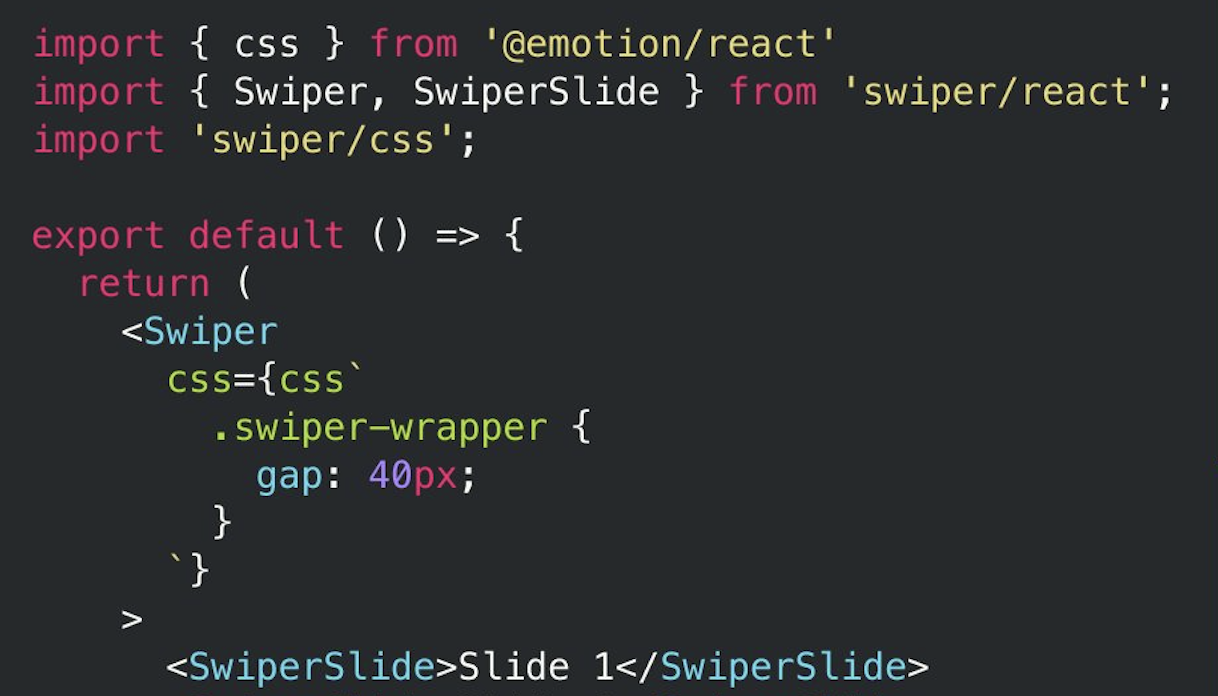 import { css } from '@emotion/react'
import { Swiper, SwiperSlide } from 'swiper/react';
import 'swiper/css';

export default () => {
  return (
    <Swiper
      css={css`
        .swiper-wrapper {
          gap: 40px;
        }
      `}
    >
      <SwiperSlide>Slide 1</SwiperSlide>